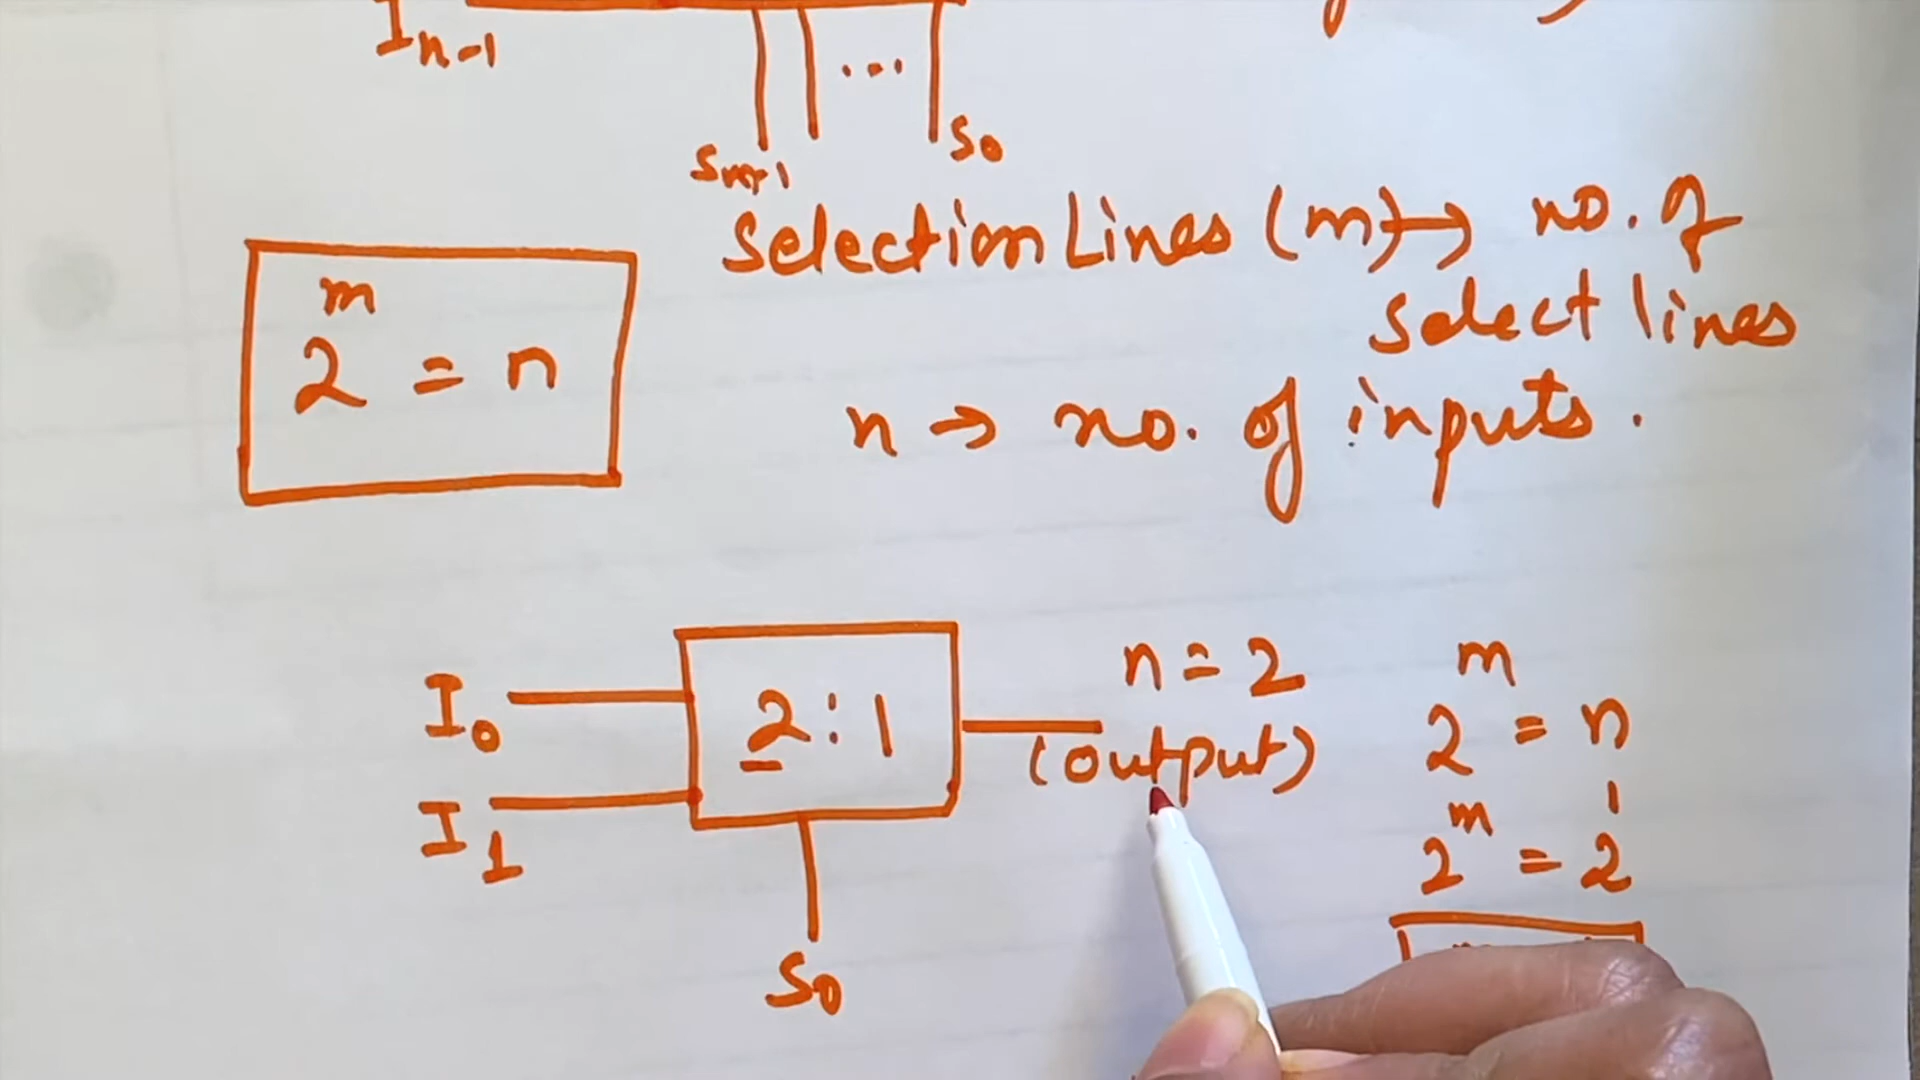 In-1
...
Sm-1
S0
Selection Lines (m) → no. of
select lines
2^m = n
n → no. of inputs.
I0
I1
2 : 1
S0
n = 2
(output)
2^m = n
2^m = 2^1